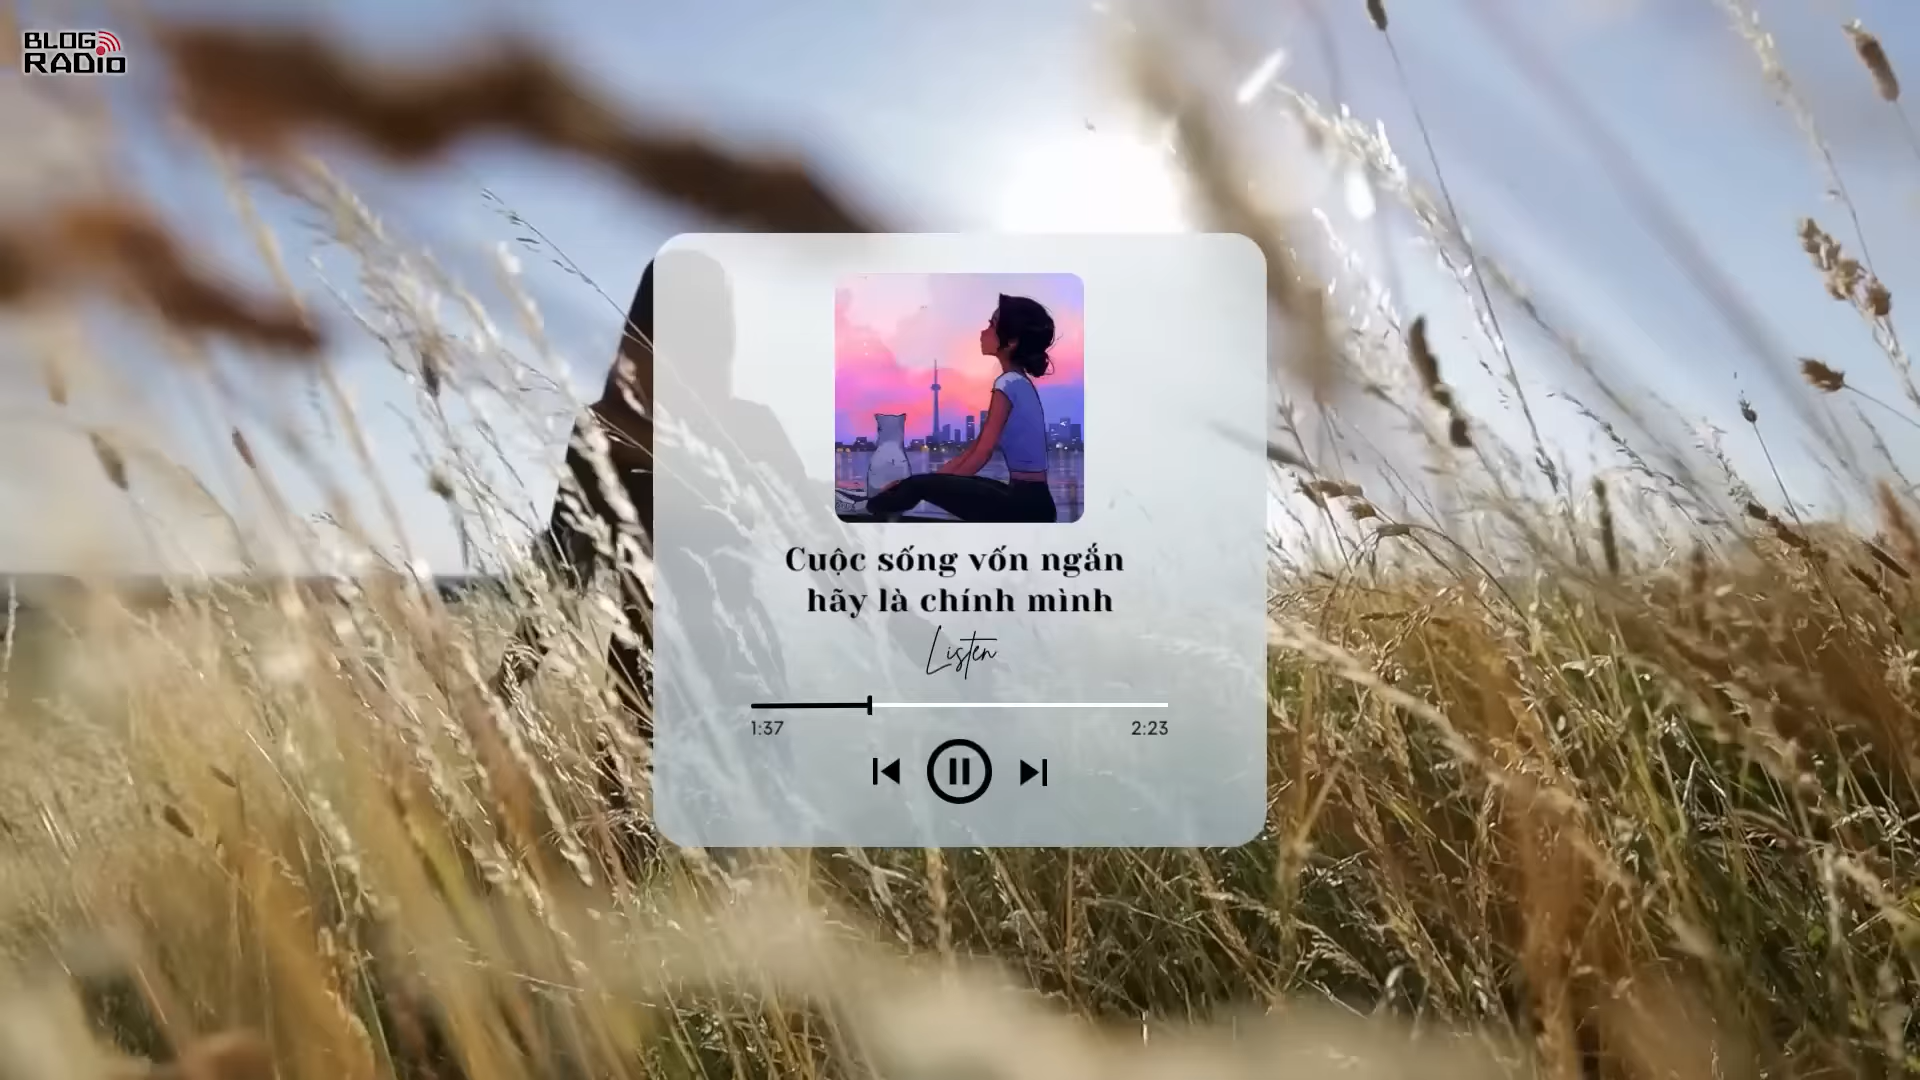 BLOG
RADIO
Cuộc sống vốn ngắn
hãy là chính mình
Listen
1:37
2:23